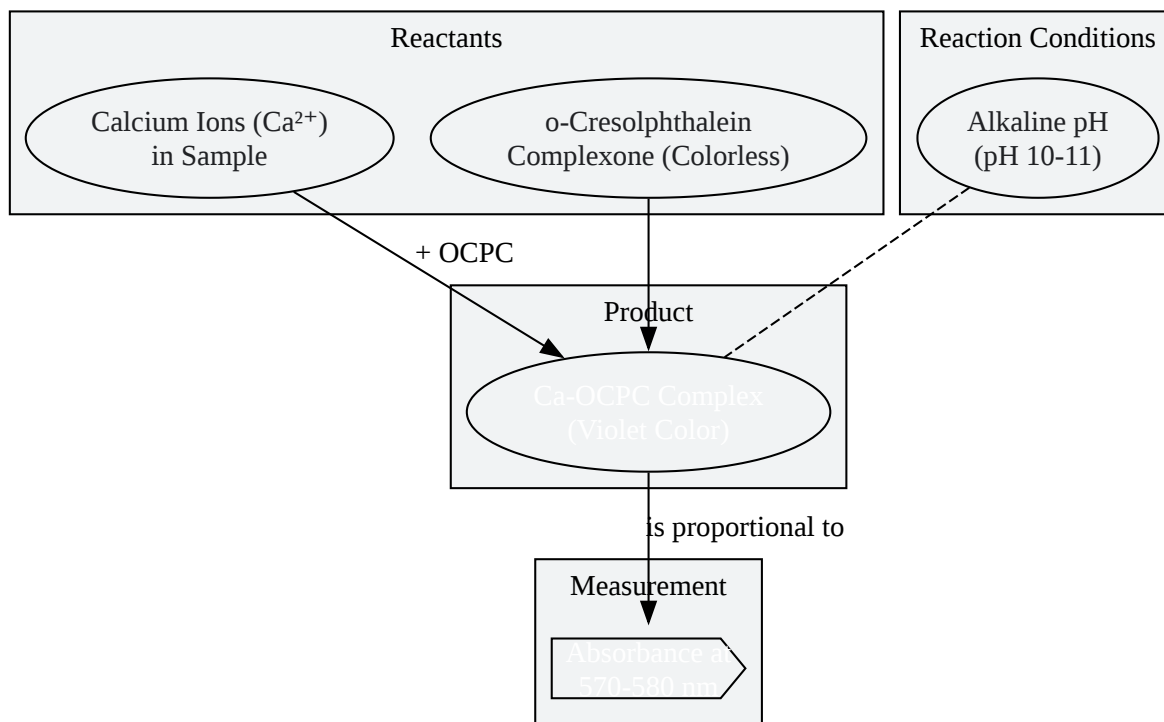 Reactants
Reaction Conditions
Calcium Ions (Ca²⁺)
in Sample
o-Cresolphthalein
Complexone (Colorless)
Alkaline pH
(pH 10-11)
+ OCPC
Product
Ca-OCPC Complex
(Violet Color)
is proportional to
Measurement
Absorbance at
570-580 nm